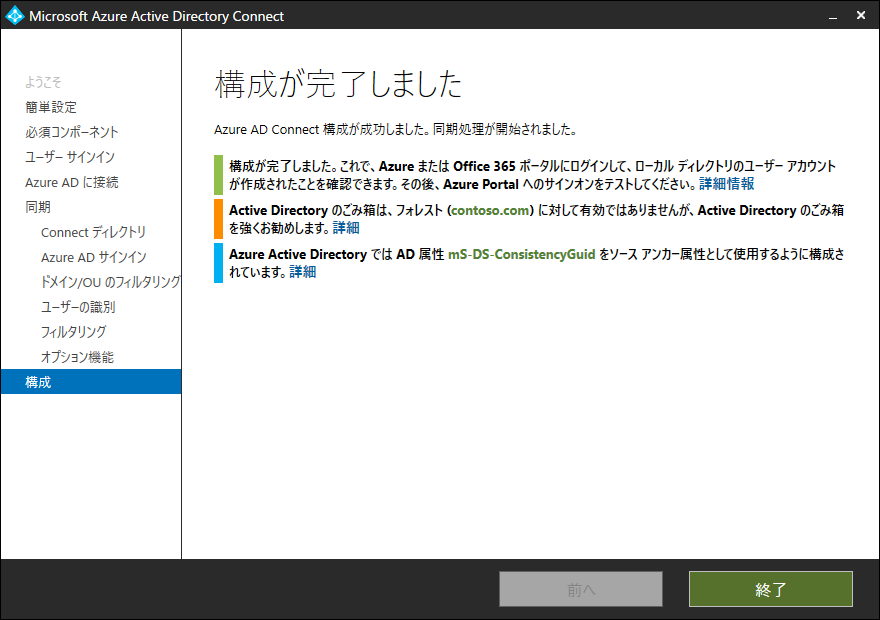 Microsoft Azure Active Directory Connect
ようこそ
簡単設定
必須コンポーネント
ユーザー サインイン
Azure AD に接続
同期
Connect ディレクトリ
Azure AD サインイン
ドメイン/OU のフィルタリング
ユーザーの識別
フィルタリング
オプション機能
構成
構成が完了しました
Azure AD Connect 構成が成功しました。同期処理が開始されました。
構成が完了しました。これで、Azure または Office 365 ポータルにログインして、ローカル ディレクトリのユーザー アカウント
が作成されたことを確認できます。その後、Azure Portal へのサインオンをテストしてください。詳細情報
Active Directory のごみ箱は、フォレスト (contoso.com) に対して有効ではありませんが、Active Directory のごみ箱
を強くお勧めします。詳細
Azure Active Directory では AD 属性 mS-DS-ConsistencyGuid をソース アンカー属性として使用するように構成さ
れています。詳細
前へ
終了